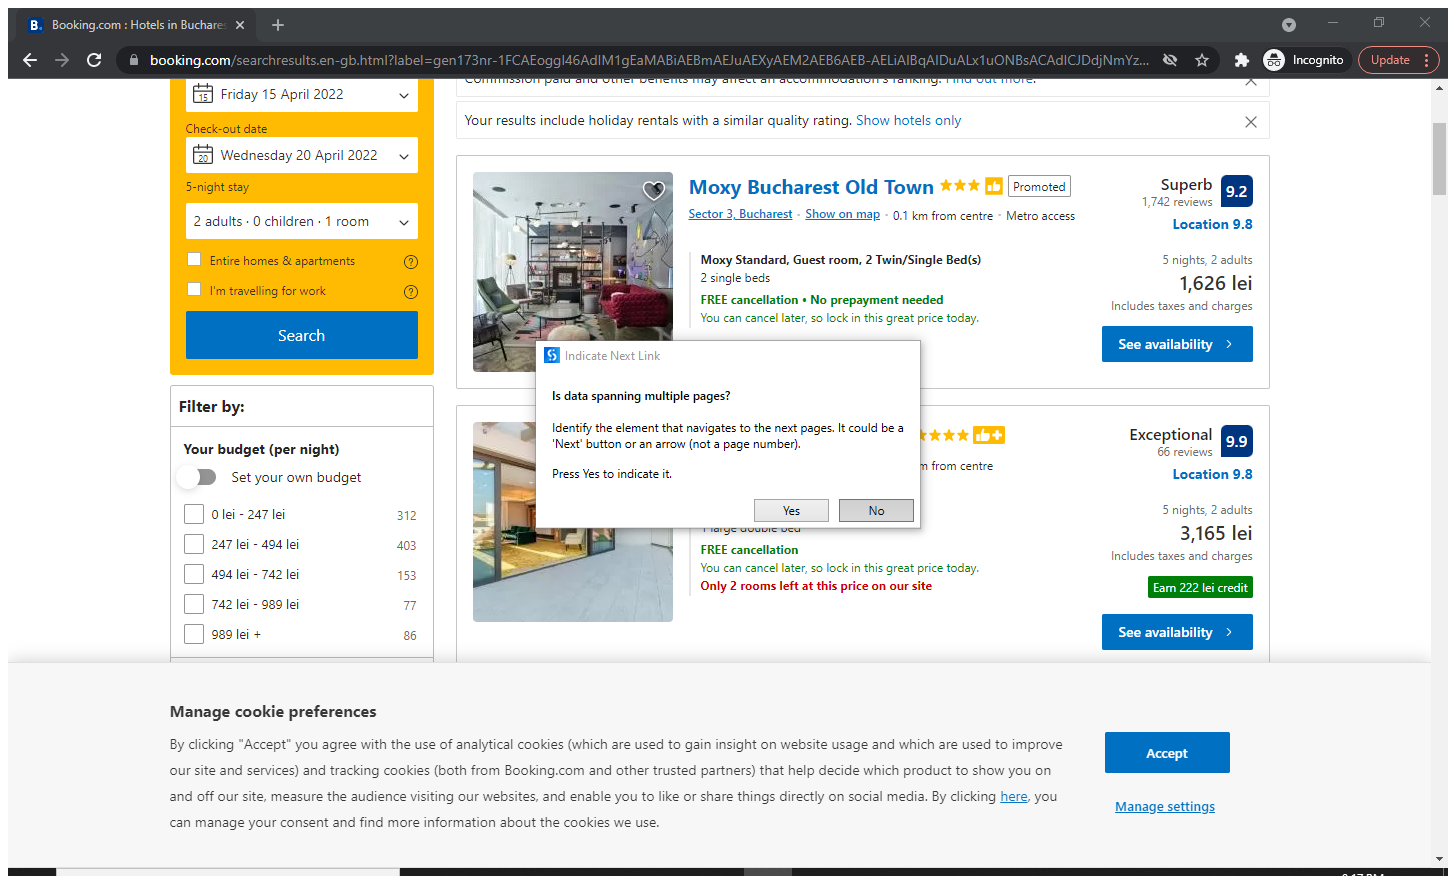 Booking.com : Hotels in Buchares
booking.com/searchresults.en-gb.html?label=gen173nr-1FCAEoggI46AdIM1gEaMABiAEBmAEJuAEXyAEM2AEB6AEB-AELiAIBqAIDuALx1uONBsACAdICJDdjNmYz...
Incognito
Update
15
Friday 15 April 2022
Check-out date
20
Wednesday 20 April 2022
5-night stay
2 adults · 0 children · 1 room
Entire homes & apartments
I'm travelling for work
Search
Filter by:
Your budget (per night)
Set your own budget
0 lei - 247 lei 312
247 lei - 494 lei 403
494 lei - 742 lei 153
742 lei - 989 lei 77
989 lei + 86
Commission paid and other benefits may affect an accommodation's ranking. Find out more.
Your results include holiday rentals with a similar quality rating. Show hotels only
Moxy Bucharest Old Town
Promoted
Sector 3, Bucharest · Show on map · 0.1 km from centre · Metro access
Moxy Standard, Guest room, 2 Twin/Single Bed(s)
2 single beds
FREE cancellation • No prepayment needed
You can cancel later, so lock in this great price today.
Superb 9.2
1,742 reviews
Location 9.8
5 nights, 2 adults
1,626 lei
Includes taxes and charges
See availability
Indicate Next Link
Is data spanning multiple pages?
Identify the element that navigates to the next pages. It could be a
'Next' button or an arrow (not a page number).
Press Yes to indicate it.
Yes
No
m from centre
1 large double bed
FREE cancellation
You can cancel later, so lock in this great price today.
Only 2 rooms left at this price on our site
Exceptional 9.9
66 reviews
Location 9.8
5 nights, 2 adults
3,165 lei
Includes taxes and charges
Earn 222 lei credit
See availability
Manage cookie preferences
By clicking "Accept" you agree with the use of analytical cookies (which are used to gain insight on website usage and which are used to improve
our site and services) and tracking cookies (both from Booking.com and other trusted partners) that help decide which product to show you on
and off our site, measure the audience visiting our websites, and enable you to like or share things directly on social media. By clicking here, you
can manage your consent and find more information about the cookies we use.
Accept
Manage settings